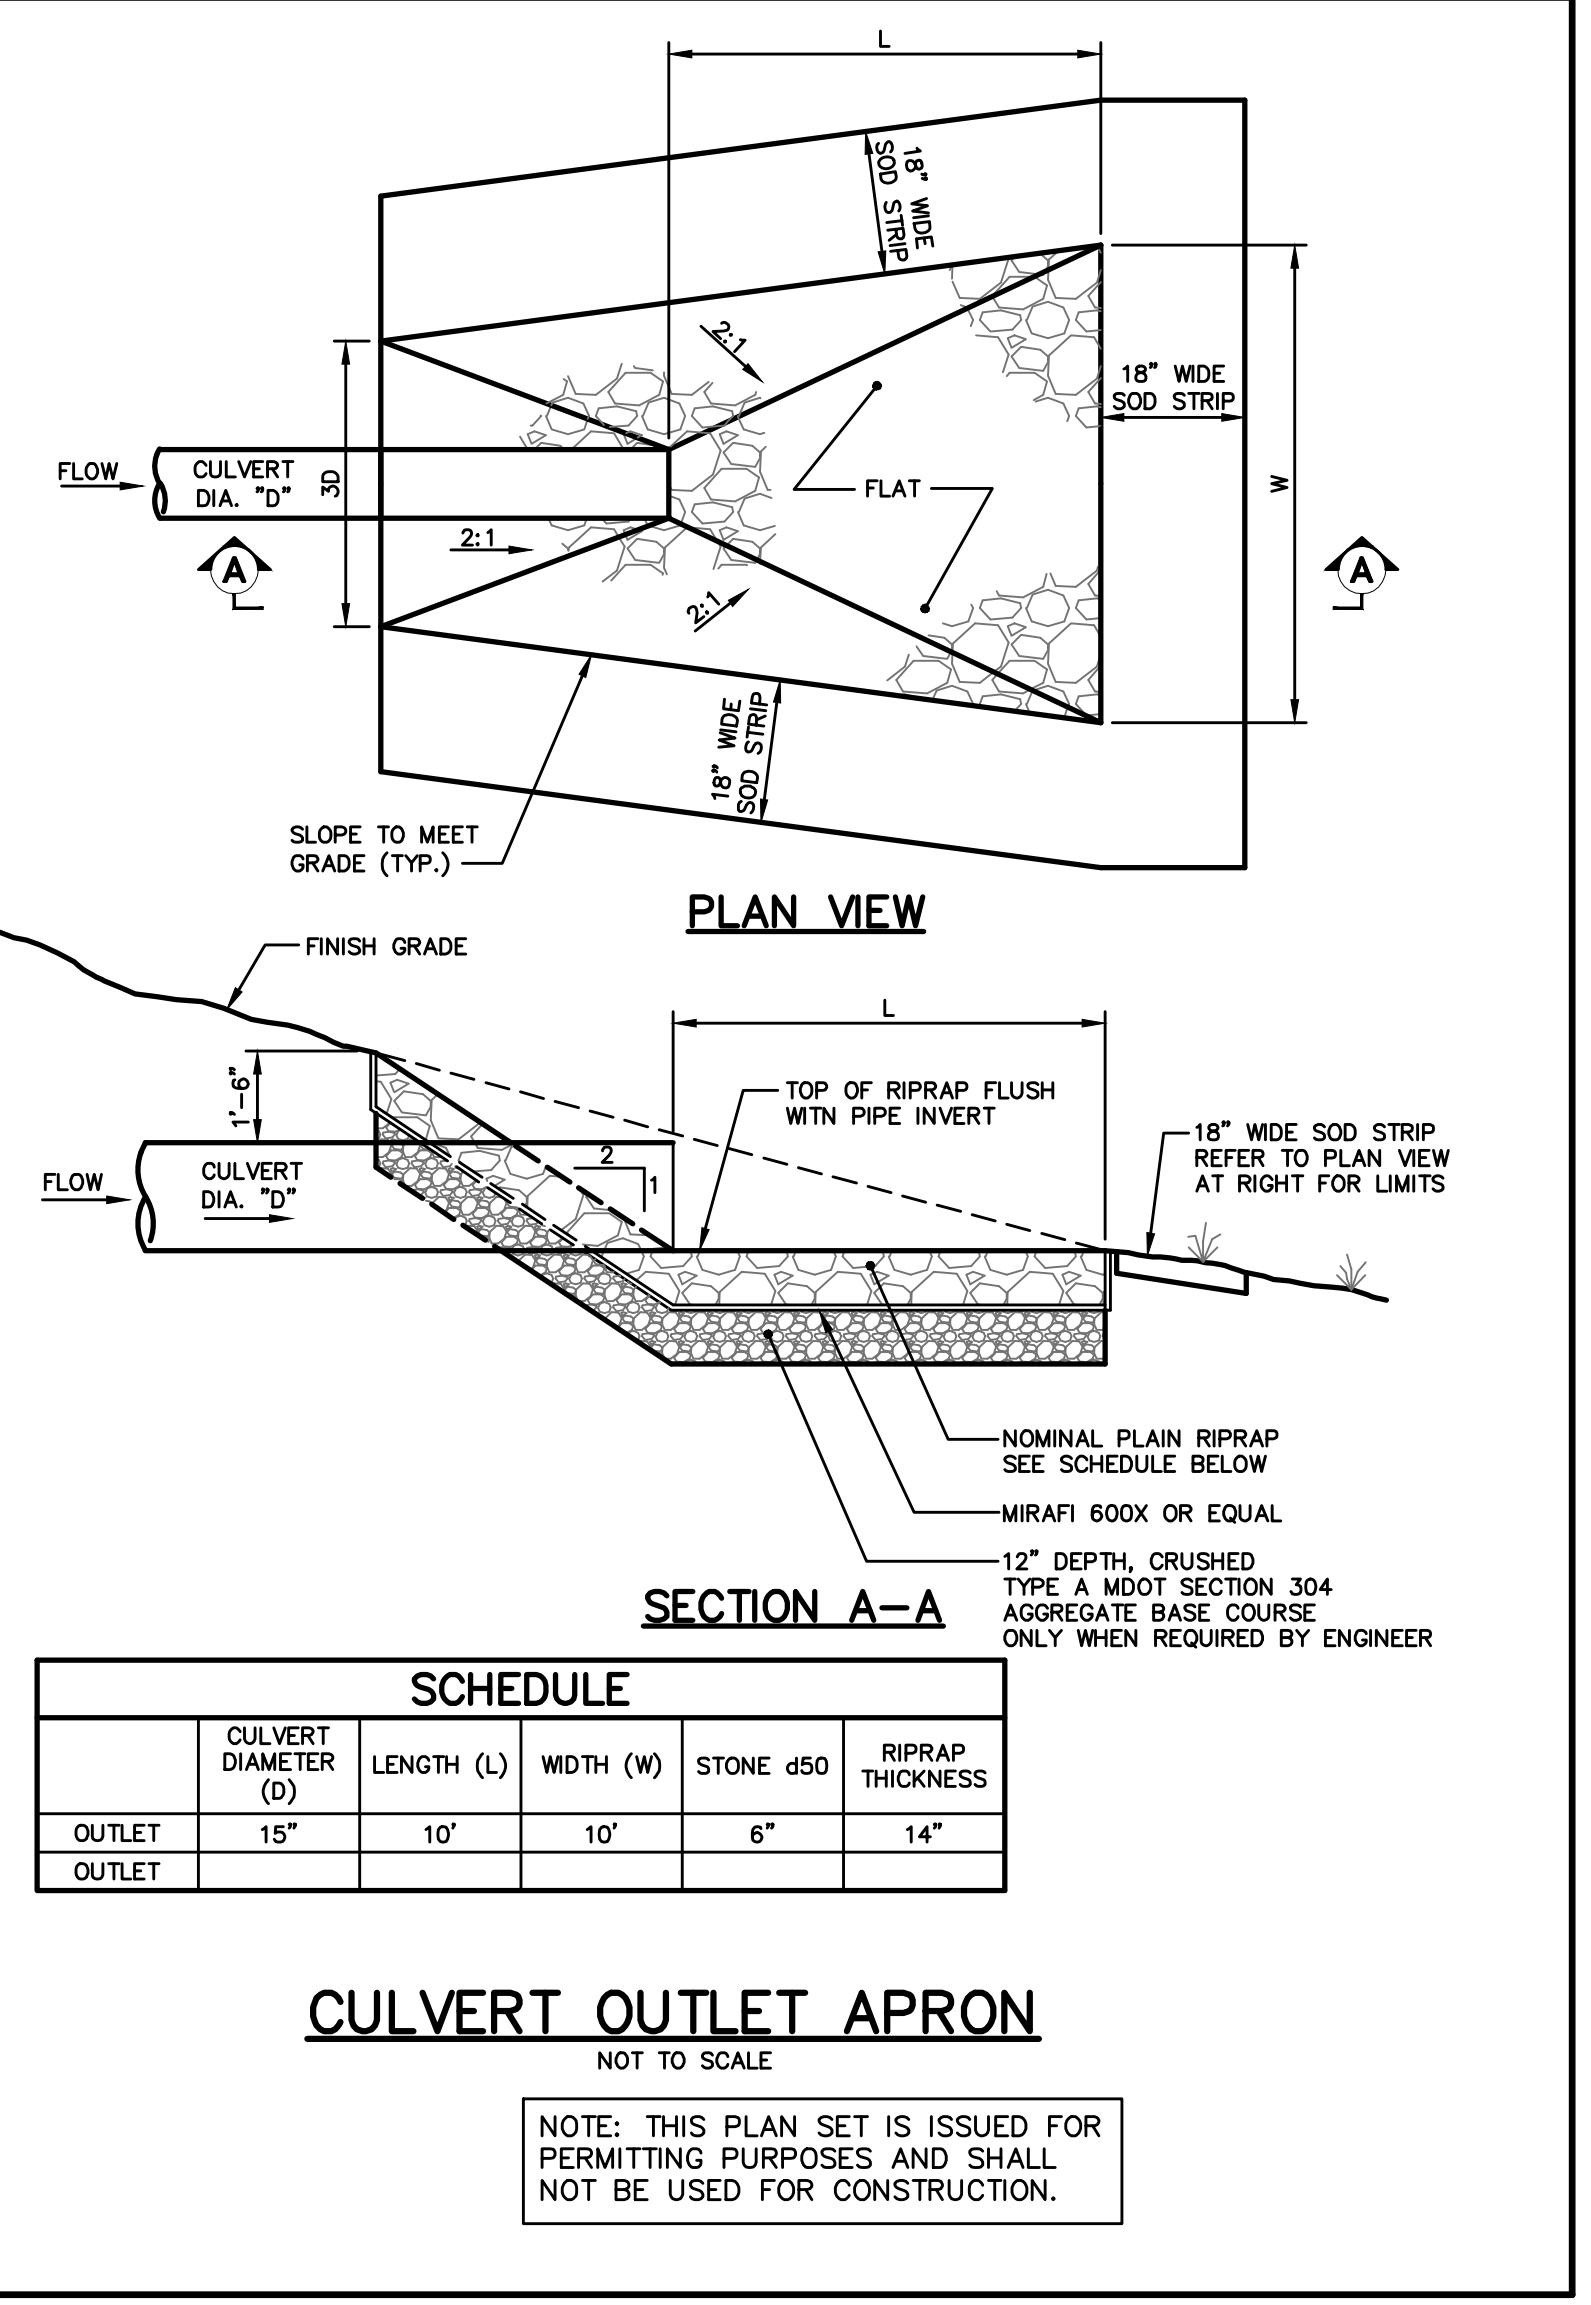 L
18" WIDE
SOD STRIP
2:1
18" WIDE
SOD STRIP
FLOW
CULVERT
DIA. "D"
3D
FLAT
W
2:1
A
A
2:1
18" WIDE
SOD STRIP
SLOPE TO MEET
GRADE (TYP.)
PLAN VIEW
FINISH GRADE
L
1'-6"
TOP OF RIPRAP FLUSH
WITN PIPE INVERT
18" WIDE SOD STRIP
REFER TO PLAN VIEW
AT RIGHT FOR LIMITS
2
1
FLOW
CULVERT
DIA. "D"
NOMINAL PLAIN RIPRAP
SEE SCHEDULE BELOW
MIRAFI 600X OR EQUAL
12" DEPTH, CRUSHED
TYPE A MDOT SECTION 304
AGGREGATE BASE COURSE
ONLY WHEN REQUIRED BY ENGINEER
SECTION A-A
SCHEDULE
CULVERT
DIAMETER
(D)
LENGTH (L)
WIDTH (W)
STONE d50
RIPRAP
THICKNESS
OUTLET 15" 10' 10' 6" 14"
OUTLET
CULVERT OUTLET APRON
NOT TO SCALE
NOTE: THIS PLAN SET IS ISSUED FOR
PERMITTING PURPOSES AND SHALL
NOT BE USED FOR CONSTRUCTION.